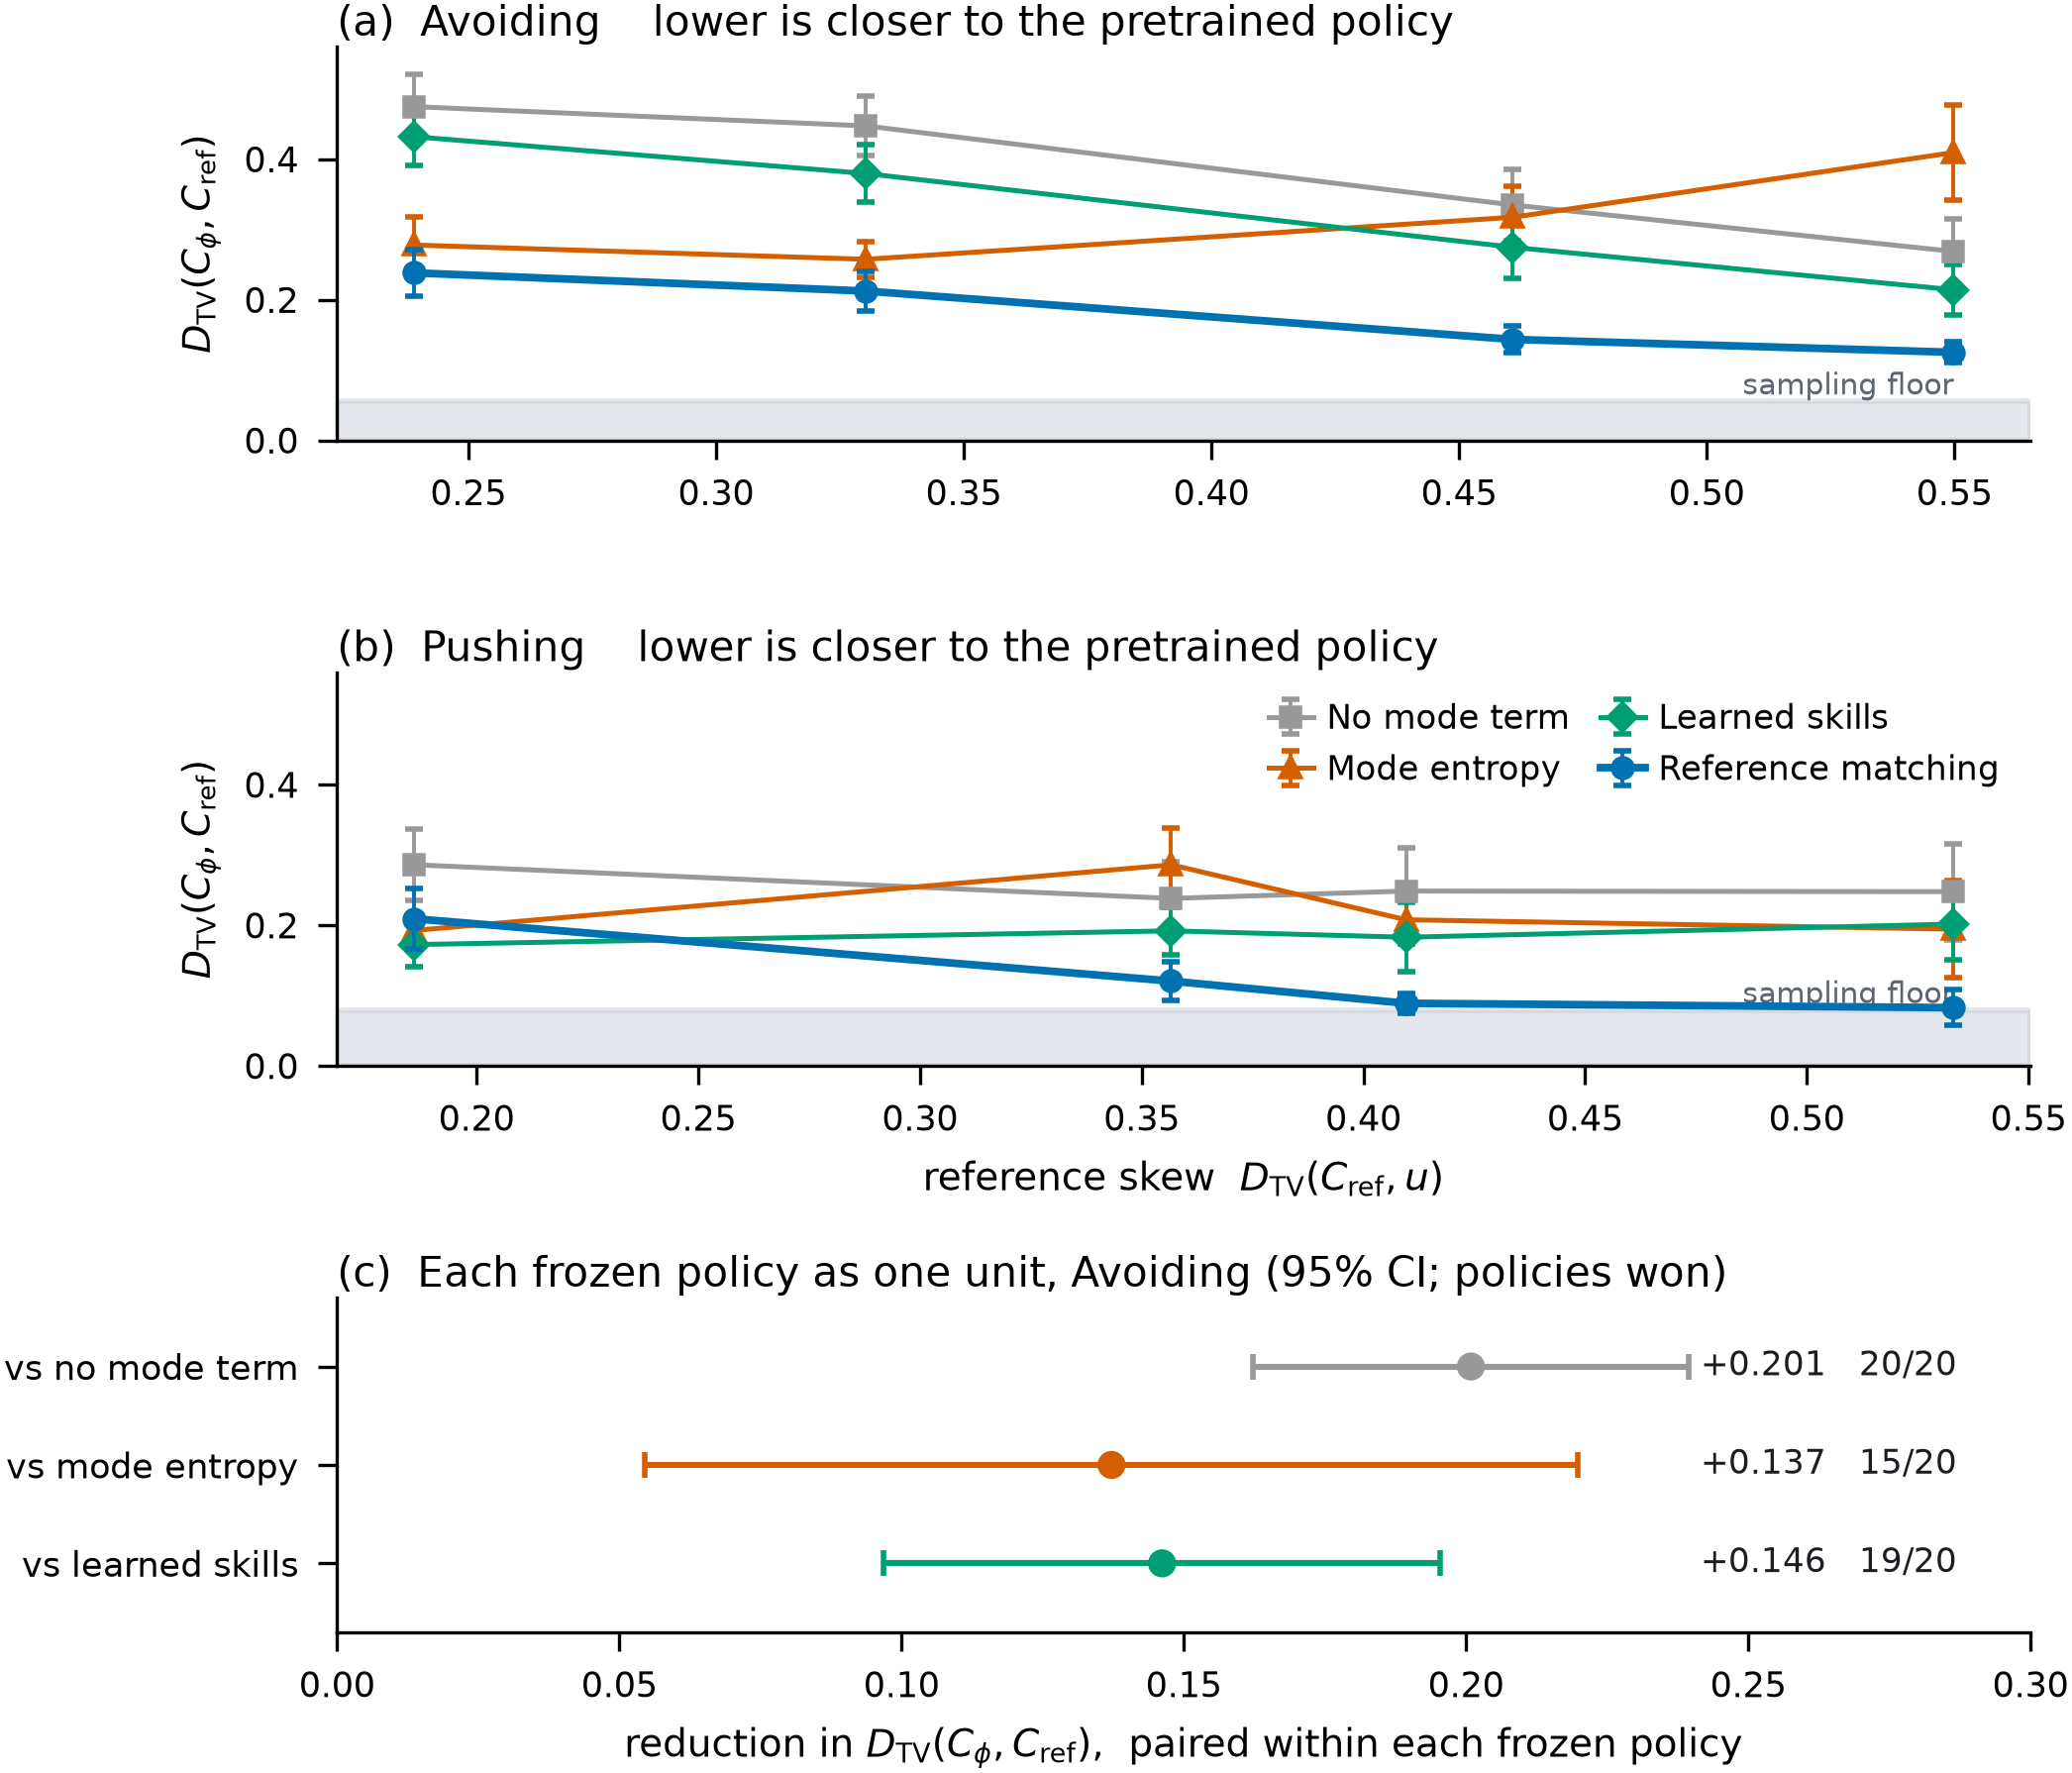 (a) Avoiding lower is closer to the pretrained policy
D_TV(C_ϕ, C_ref)
0.4
0.2
0.0
sampling floor
0.25 0.30 0.35 0.40 0.45 0.50 0.55
(b) Pushing lower is closer to the pretrained policy
No mode term Learned skills
Mode entropy Reference matching
D_TV(C_ϕ, C_ref)
0.4
0.2
0.0
sampling floor
0.20 0.25 0.30 0.35 0.40 0.45 0.50 0.55
reference skew D_TV(C_ref, u)
(c) Each frozen policy as one unit, Avoiding (95% CI; policies won)
vs no mode term +0.201 20/20
vs mode entropy +0.137 15/20
vs learned skills +0.146 19/20
0.00 0.05 0.10 0.15 0.20 0.25 0.30
reduction in D_TV(C_ϕ, C_ref), paired within each frozen policy